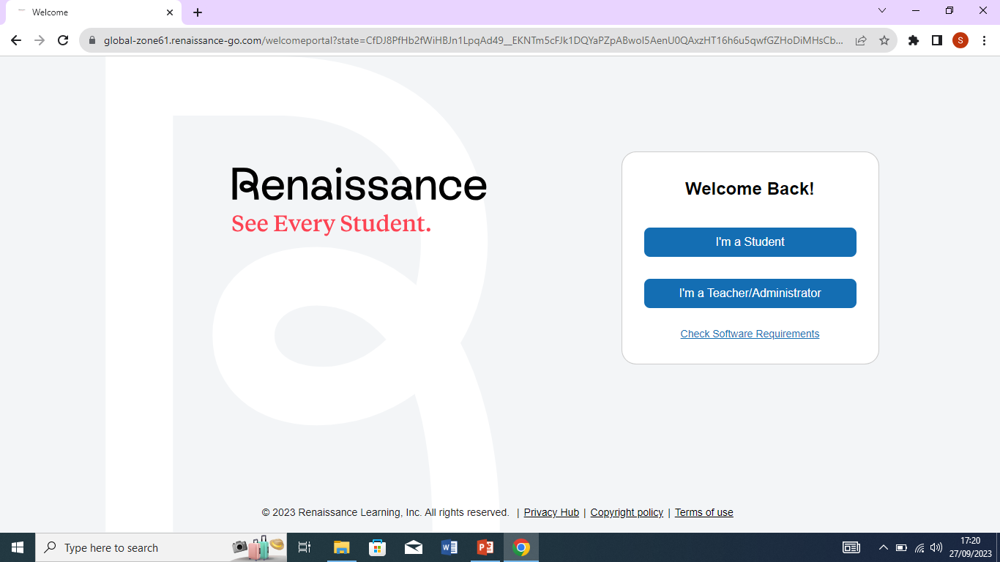 Welcome
global-zone61.renaissance-go.com/welcomeportal?state=CfDJ8PfHb2fWiHBJn1LpqAd49__EKNTm5cFJk1DQYaPZpABwoI5AenU0QAxzHT16h6u5qwfGZHoDiMHsCb...
S
Renaissance
See Every Student.
Welcome Back!
I'm a Student
I'm a Teacher/Administrator
Check Software Requirements
© 2023 Renaissance Learning, Inc. All rights reserved. | Privacy Hub | Copyright policy | Terms of use
Type here to search
17:20
27/09/2023